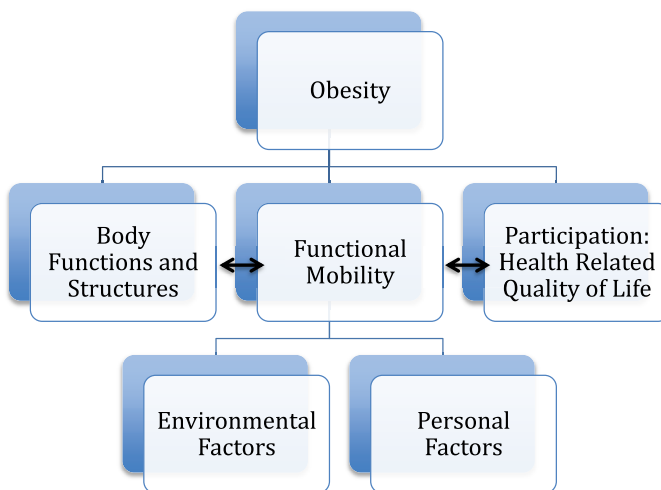 Obesity
Body
Functions and
Structures
Functional
Mobility
Participation:
Health Related
Quality of Life
Environmental
Factors
Personal
Factors